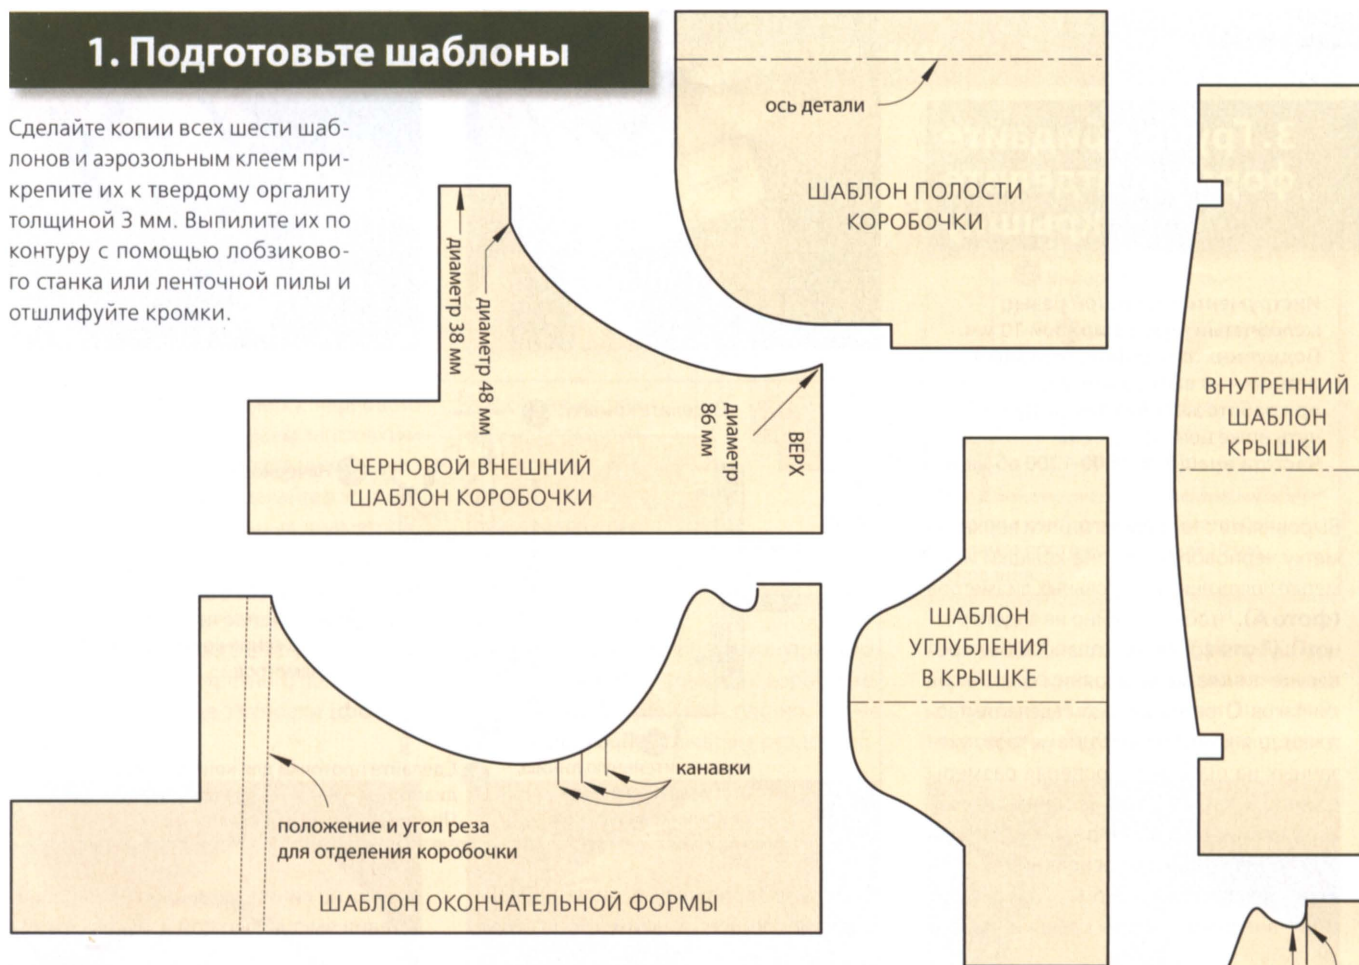 1. Подготовьте шаблоны
Сделайте копии всех шести шаб-
лонов и аэрозольным клеем при-
крепите их к твердому оргалиту
толщиной 3 мм. Выпилите их по
контуру с помощью лобзиково-
го станка или ленточной пилы и
отшлифуйте кромки.
ось детали
ШАБЛОН ПОЛОСТИ
КОРОБОЧКИ
диаметр 38 мм
диаметр 48 мм
диаметр
86 мм
ВЕРХ
ЧЕРНОВОЙ ВНЕШНИЙ
ШАБЛОН КОРОБОЧКИ
ВНУТРЕННИЙ
ШАБЛОН
КРЫШКИ
ШАБЛОН
УГЛУБЛЕНИЯ
В КРЫШКЕ
канавки
положение и угол реза
для отделения коробочки
ШАБЛОН ОКОНЧАТЕЛЬНОЙ ФОРМЫ